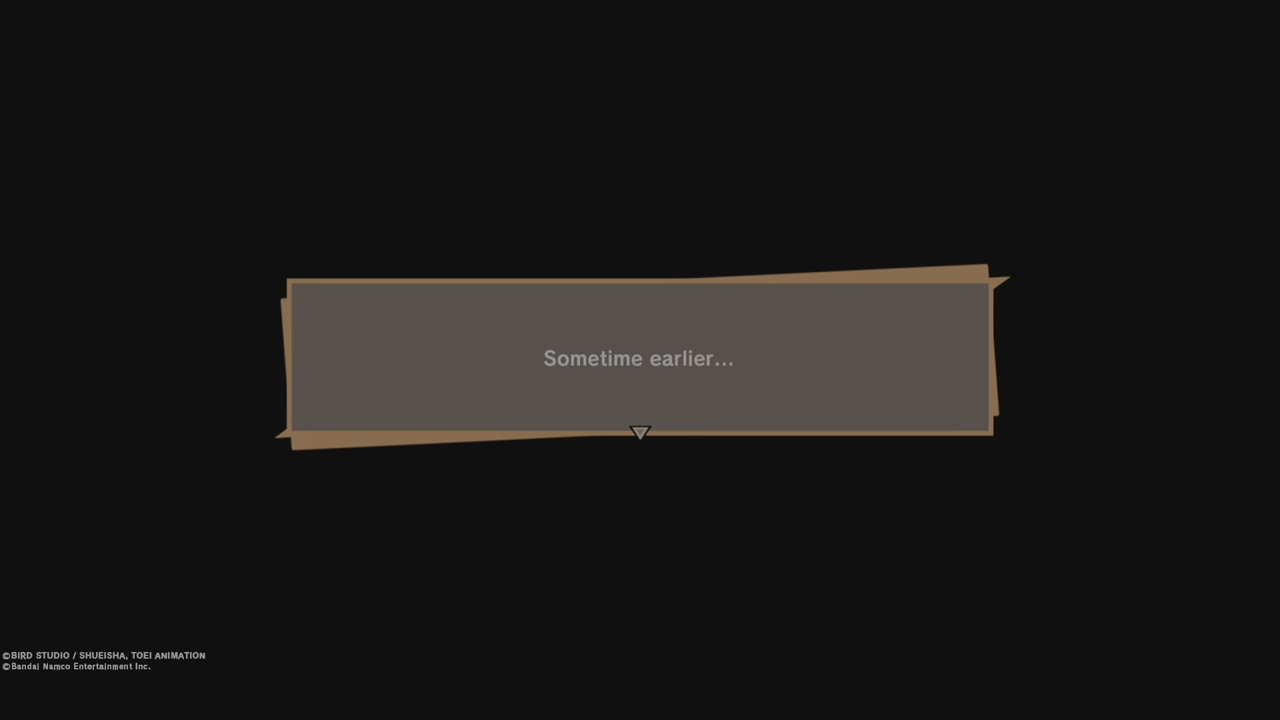 Sometime earlier...
©BIRD STUDIO / SHUEISHA, TOEI ANIMATION
©Bandai Namco Entertainment Inc.